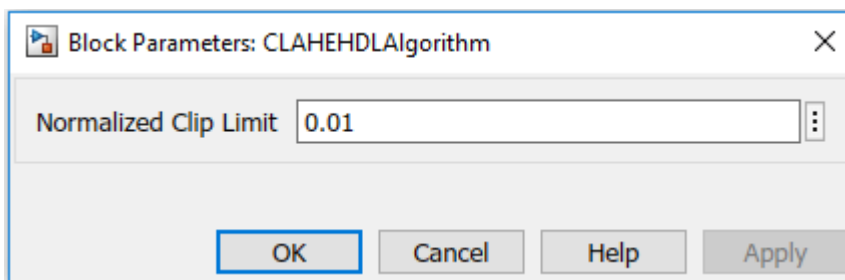 Block Parameters: CLAHEHDLAlgorithm
Normalized Clip Limit 0.01
OK Cancel Help Apply